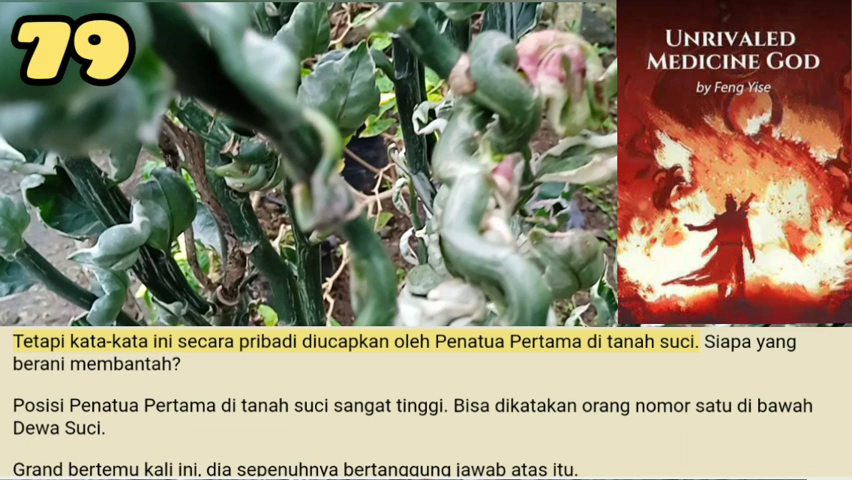 79
UNRIVALED
MEDICINE GOD
by Feng Yise
Tetapi kata-kata ini secara pribadi diucapkan oleh Penatua Pertama di tanah suci. Siapa yang
berani membantah?
Posisi Penatua Pertama di tanah suci sangat tinggi. Bisa dikatakan orang nomor satu di bawah
Dewa Suci.
Grand bertemu kali ini, dia sepenuhnya bertanggung jawab atas itu.